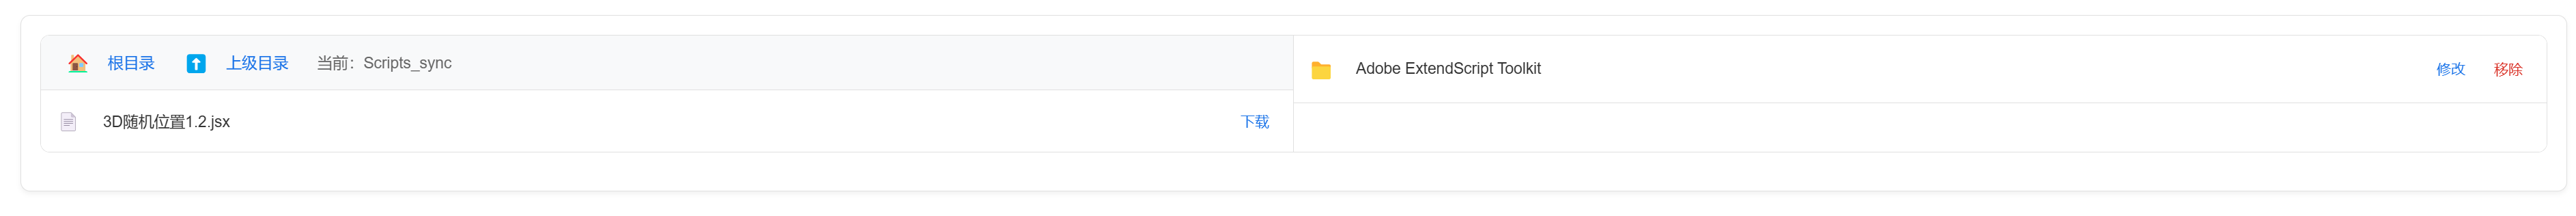 根目录 上级目录 当前：Scripts_sync
3D随机位置1.2.jsx 下载
Adobe ExtendScript Toolkit 修改 移除